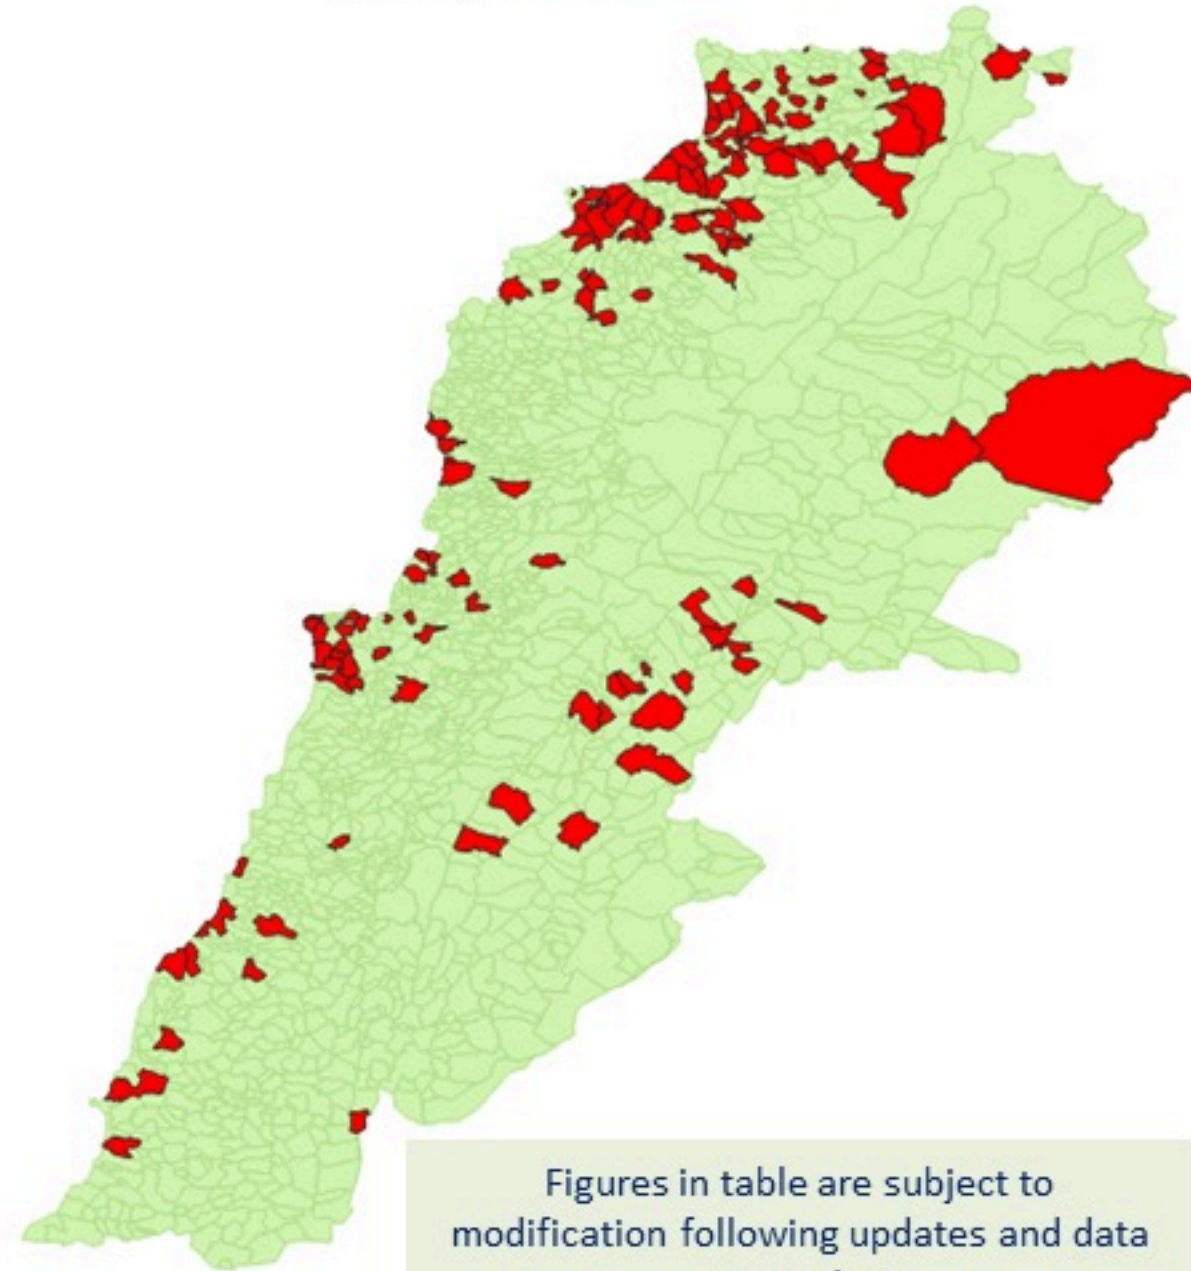 Figures in table are subject to
modification following updates and data